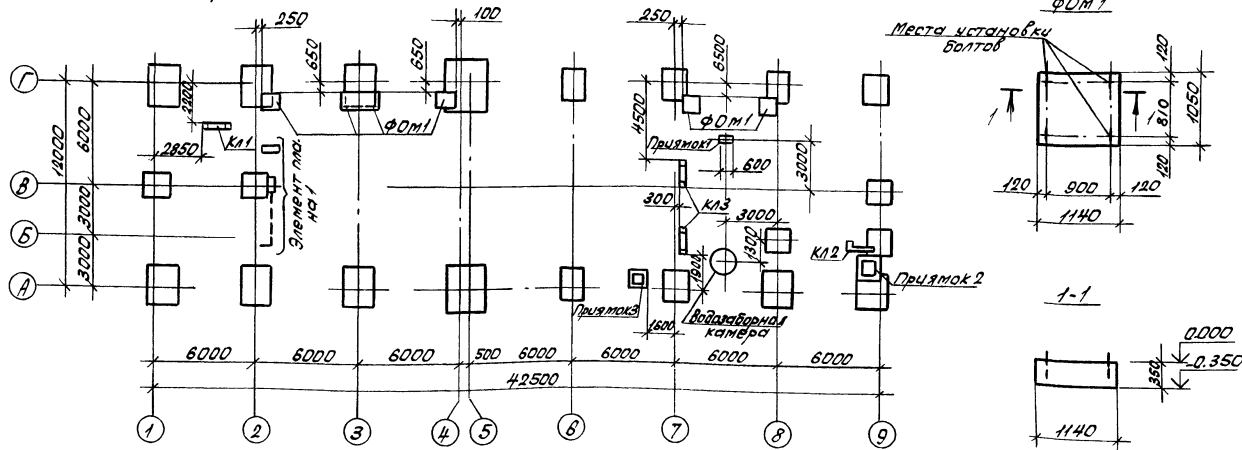 250
100
250
ФОМ1
Места установки
болтов
650
650
6500
120
Г
2200
4500
ФОМ1
ФОМ1
810
1050
1
1
12000
6000
Кл1
2850
Приямок1
600
3000
120
Элемент пла-
на 1
120
900
120
1140
В
3000
300
Кл3
3000
Б
1300
Кл2
3000
1900
А
Приямок3
Водозаборная
камера
Приямок 2
1-1
1600
6000
6000
6000
500
6000
6000
6000
6000
0.000
-0.350
350
42500
1
2
3
4
5
6
7
8
9
1140